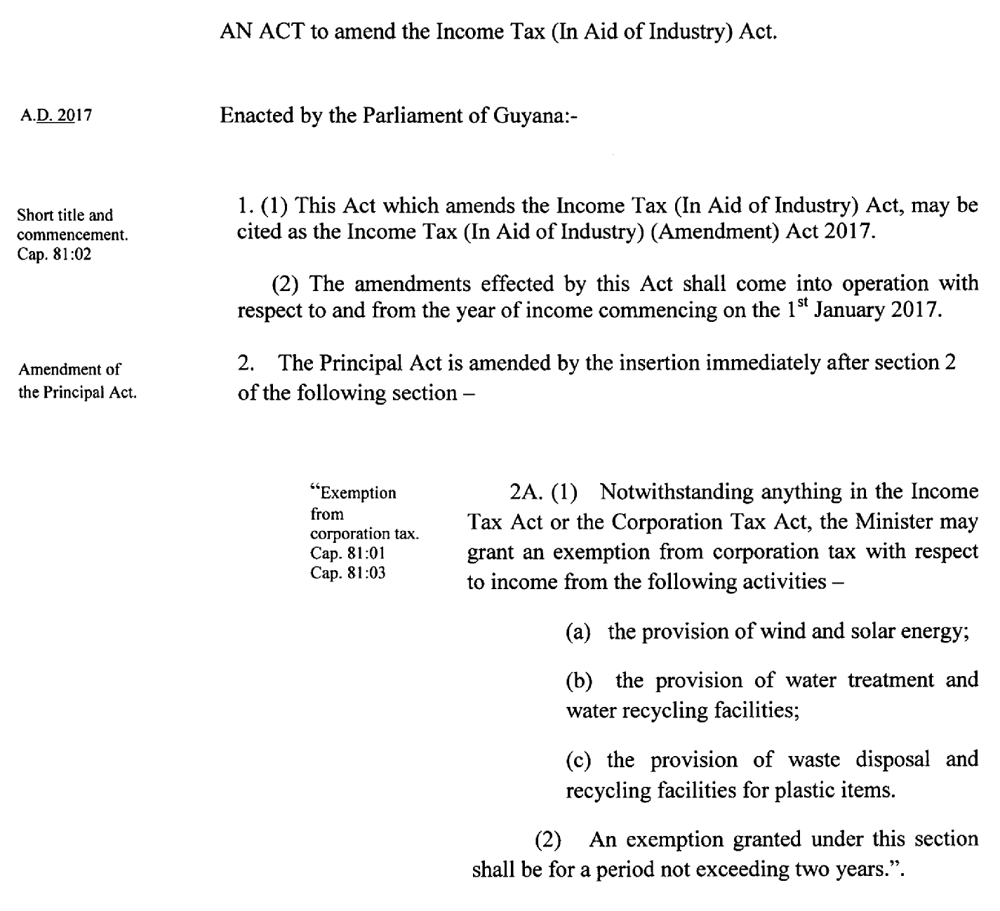 AN ACT to amend the Income Tax (In Aid of Industry) Act.
A.D. 2017
Enacted by the Parliament of Guyana:-
Short title and
commencement.
Cap. 81:02
1. (1) This Act which amends the Income Tax (In Aid of Industry) Act, may be
cited as the Income Tax (In Aid of Industry) (Amendment) Act 2017.
(2) The amendments effected by this Act shall come into operation with
respect to and from the year of income commencing on the 1st January 2017.
Amendment of
the Principal Act.
2. The Principal Act is amended by the insertion immediately after section 2
of the following section –
“Exemption
from
corporation tax.
Cap. 81:01
Cap. 81:03
2A. (1) Notwithstanding anything in the Income
Tax Act or the Corporation Tax Act, the Minister may
grant an exemption from corporation tax with respect
to income from the following activities –
(a) the provision of wind and solar energy;
(b) the provision of water treatment and
water recycling facilities;
(c) the provision of waste disposal and
recycling facilities for plastic items.
(2) An exemption granted under this section
shall be for a period not exceeding two years.”.